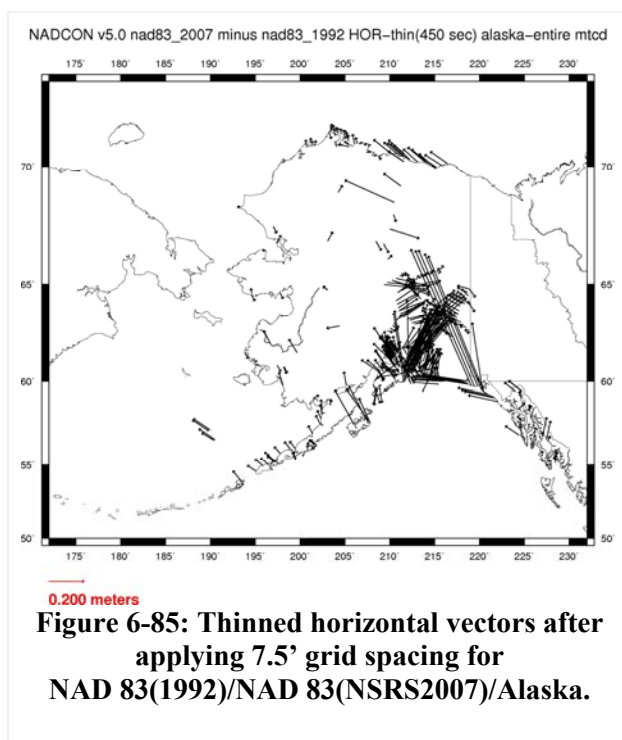 NADCON v5.0 nad83_2007 minus nad83_1992 HOR−thin(450 sec) alaska−entire mtcd
175˚ 180˚ 185˚ 190˚ 195˚ 200˚ 205˚ 210˚ 215˚ 220˚ 225˚ 230˚
70˚ 70˚
65˚ 65˚
60˚ 60˚
55˚ 55˚
50˚ 50˚
175˚ 180˚ 185˚ 190˚ 195˚ 200˚ 205˚ 210˚ 215˚ 220˚ 225˚ 230˚
0.200 meters
Figure 6-85: Thinned horizontal vectors after
applying 7.5’ grid spacing for
NAD 83(1992)/NAD 83(NSRS2007)/Alaska.